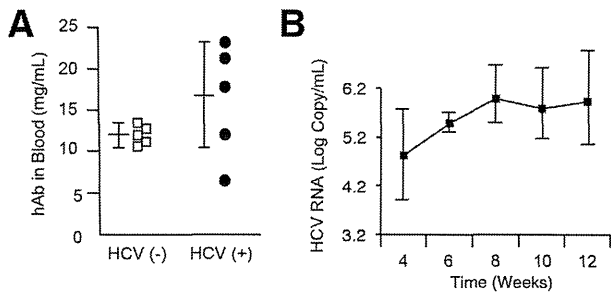 A
hAb in Blood (mg/mL)
25
20
15
10
5
0
HCV (-)
HCV (+)
B
HCV RNA (Log Copy/mL)
6.2
5.2
4.2
3.2
4 6 8 10 12
Time (Weeks)